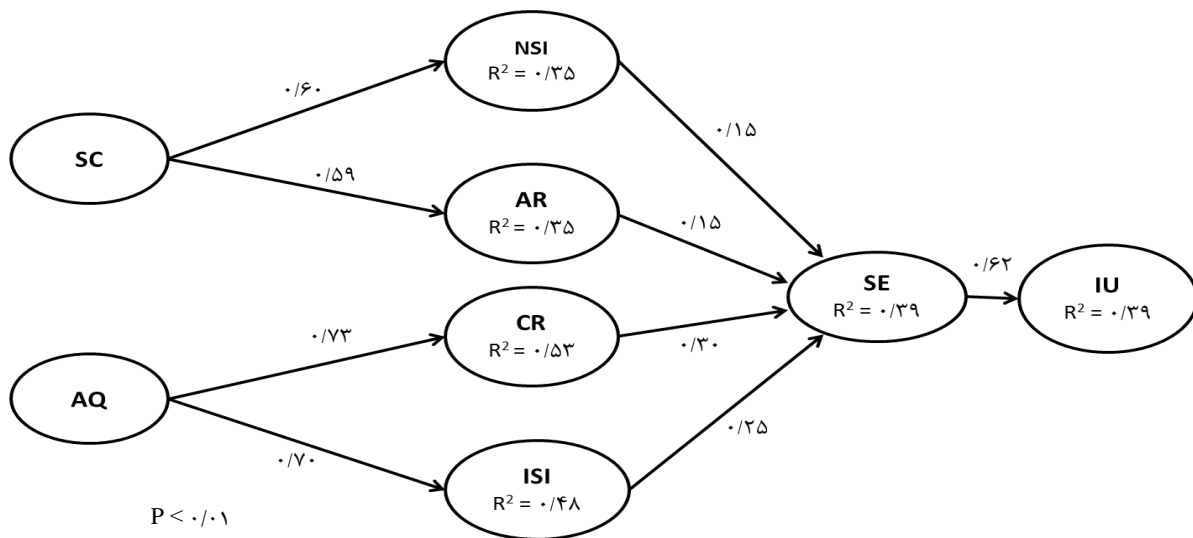 NSI
R² = ۰/۳۵
۰/۶۰
۰/۱۵
SC
۰/۵۹
AR
R² = ۰/۳۵
۰/۱۵
SE
R² = ۰/۳۹
۰/۶۲
IU
R² = ۰/۳۹
CR
R² = ۰/۵۳
۰/۷۳
۰/۳۰
AQ
۰/۷۰
۰/۲۵
ISI
R² = ۰/۴۸
P < ۰/۰۱